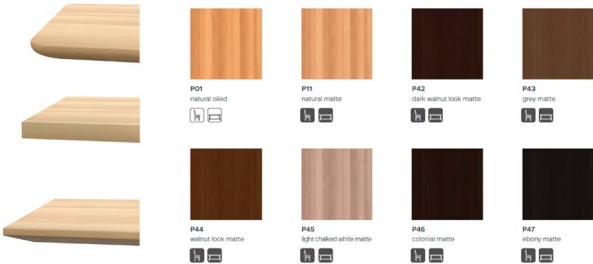 P01
natural oiled
P11
natural matte
P42
dark walnut look matte
P43
grey matte
P44
walnut look matte
P45
light chalked white matte
P46
colonial matte
P47
ebony matte